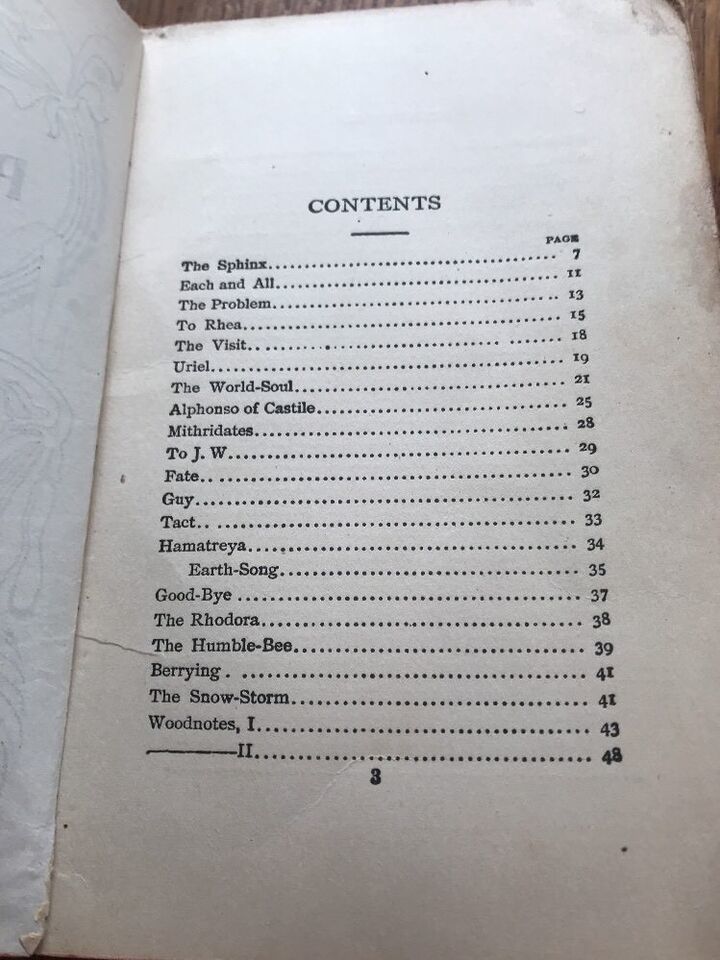 CONTENTS
PAGE
The Sphinx................................................ 7
Each and All.............................................. 11
The Problem............................................... 13
To Rhea................................................... 15
The Visit................................. ....... 18
Uriel..................................................... 19
The World-Soul............................................ 21
Alphonso of Castile....................................... 25
Mithridates............................................... 28
To J. W................................................... 29
Fate.. ................................................... 30
Guy....................................................... 32
Tact.. ................................................... 33
Hamatreya................................................. 34
Earth-Song................................................ 35
Good-Bye ................................................. 37
The Rhodora............................................... 38
The Humble-Bee............................................ 39
Berrying . ............................................... 41
The Snow-Storm............................................ 41
Woodnotes, I.............................................. 43
————II.................................................... 48
3